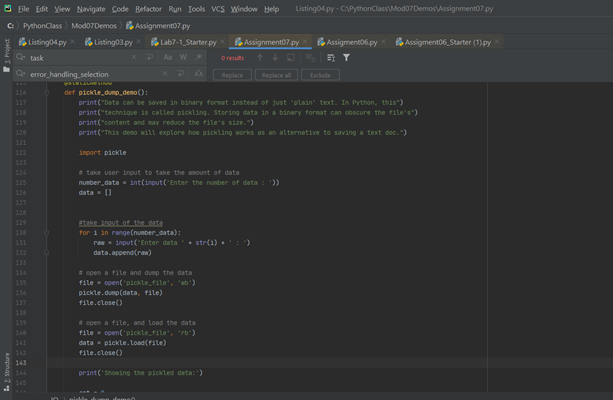 File Edit View Navigate Code Refactor Run Tools VCS Window Help Listing04.py - C:\PythonClass\Mod07Demos\Assignment07.py
C: PythonClass Mod07Demos Assignment07.py
Listing04.py Listing03.py Lab7-1_Starter.py Assignment07.py Assigment06.py Assigment06_Starter (1).py
1: Project
task Aa W .* 0 results
error_handling_selection Replace Replace all Exclude
115 @staticmethod
116 def pickle_dump_demo():
117 print("Data can be saved in binary format instead of just 'plain' text. In Python, this")
118 print("technique is called pickling. Storing data in a binary format can obscure the file's")
119 print("content and may reduce the file's size.")
120 print("This demo will explore how pickling works as an alternative to saving a text doc.")
121
122 import pickle
123
124 # take user input to take the amount of data
125 number_data = int(input('Enter the number of data : '))
126 data = []
127
128
129 #take input of the data
130 for i in range(number_data):
131 raw = input('Enter data ' + str(i) + ' : ')
132 data.append(raw)
133
134 # open a file and dump the data
135 file = open('pickle_file', 'wb')
136 pickle.dump(data, file)
137 file.close()
138
139 # open a file, and load the data
140 file = open('pickle_file', 'rb')
141 data = pickle.load(file)
142 file.close()
143
144 print('Showing the pickled data:')
145
Z: Structure
pickle_dump_demo()